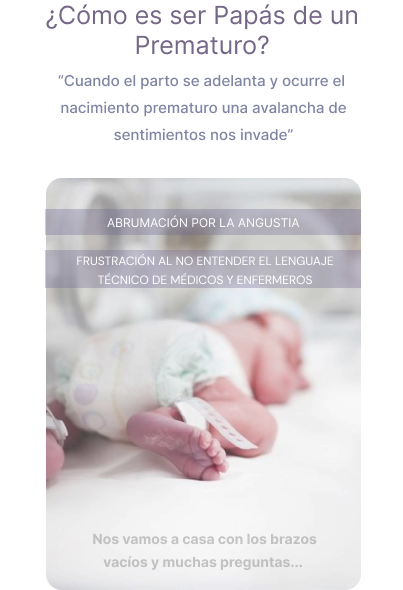 ¿Cómo es ser Papás de un
Prematuro?
“Cuando el parto se adelanta y ocurre el
nacimiento prematuro una avalancha de
sentimientos nos invade”
ABRUMACIÓN POR LA ANGUSTIA
FRUSTRACIÓN AL NO ENTENDER EL LENGUAJE
TÉCNICO DE MÉDICOS Y ENFERMEROS
Nos vamos a casa con los brazos
vacíos y muchas preguntas...